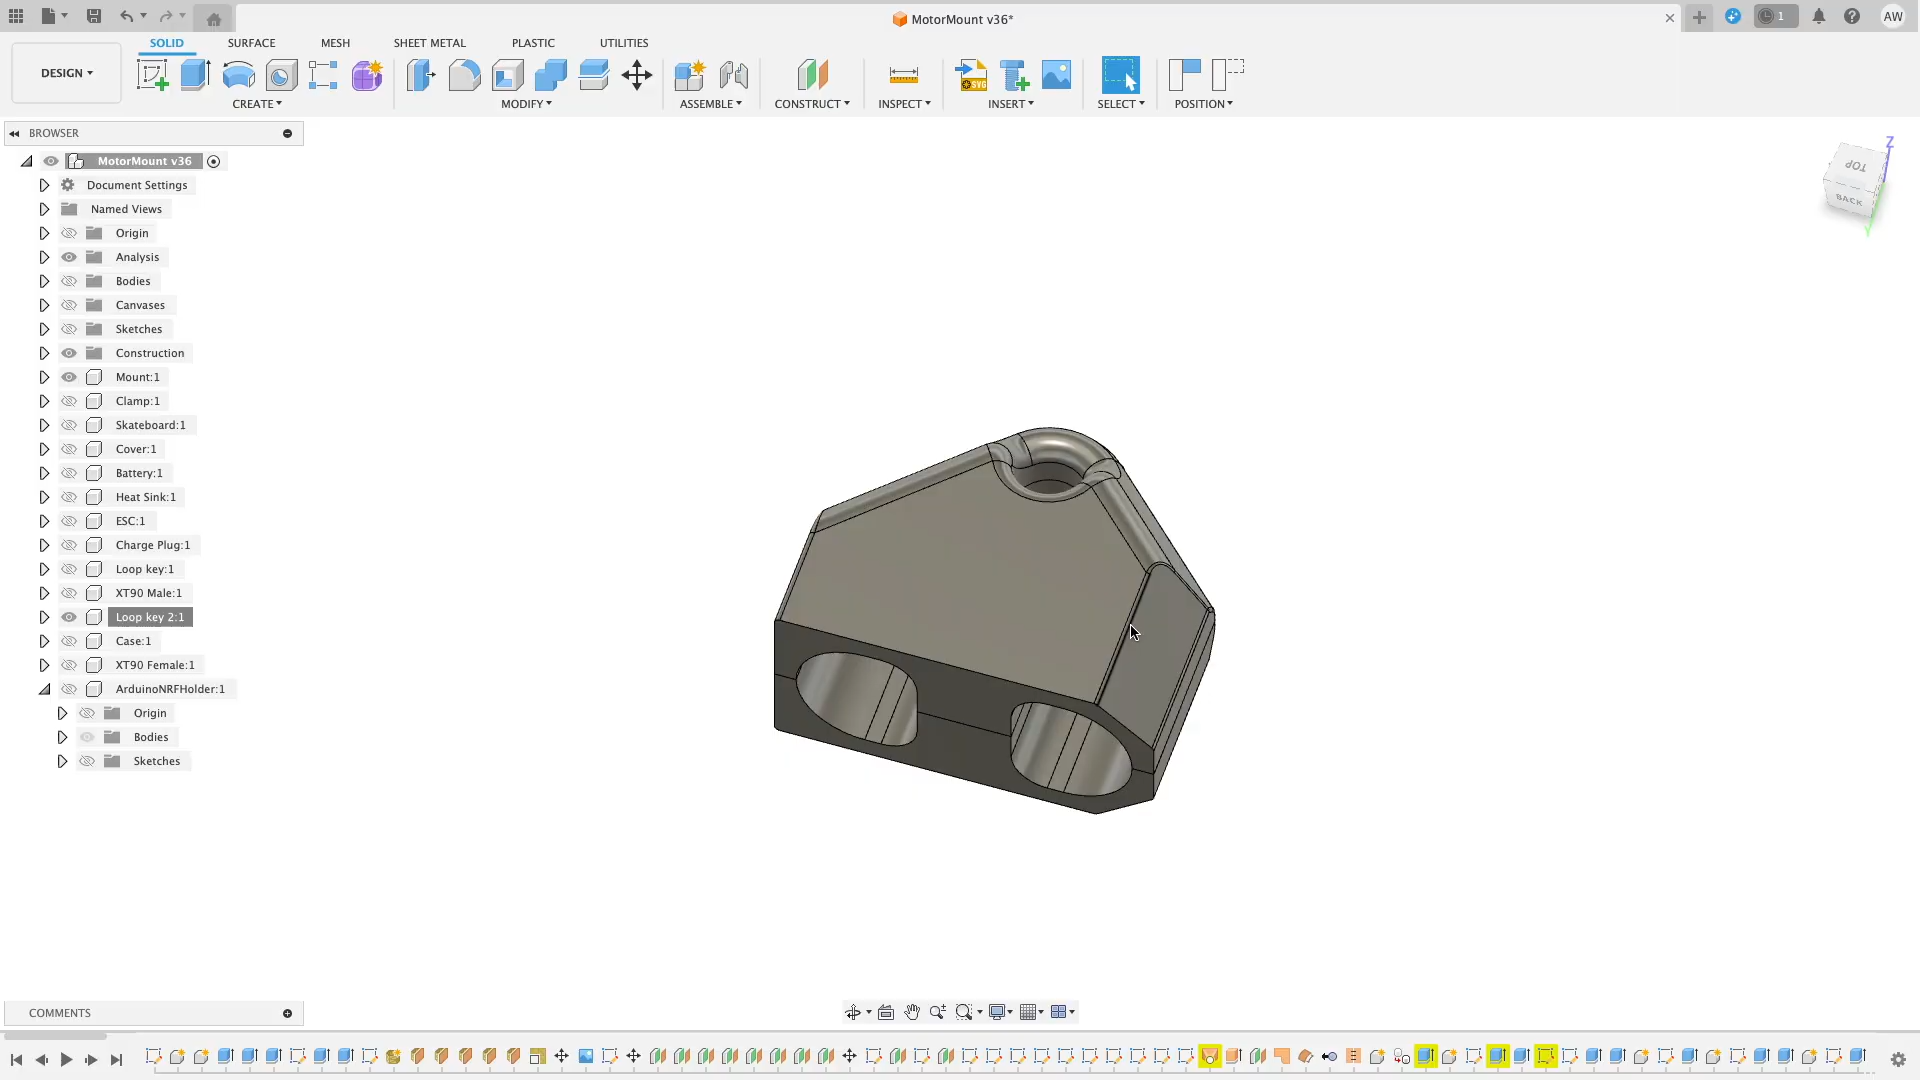 MotorMount v36*
1
AW
DESIGN
SOLID
SURFACE
MESH
SHEET METAL
PLASTIC
UTILITIES
CREATE
MODIFY
ASSEMBLE
CONSTRUCT
INSPECT
INSERT
SELECT
POSITION
SVG
BROWSER
MotorMount v36
Document Settings
Named Views
Origin
Analysis
Bodies
Canvases
Sketches
Construction
Mount:1
Clamp:1
Skateboard:1
Cover:1
Battery:1
Heat Sink:1
ESC:1
Charge Plug:1
Loop key:1
XT90 Male:1
Loop key 2:1
Case:1
XT90 Female:1
ArduinoNRFHolder:1
Origin
Bodies
Sketches
Z
TOP
BACK
Y
COMMENTS